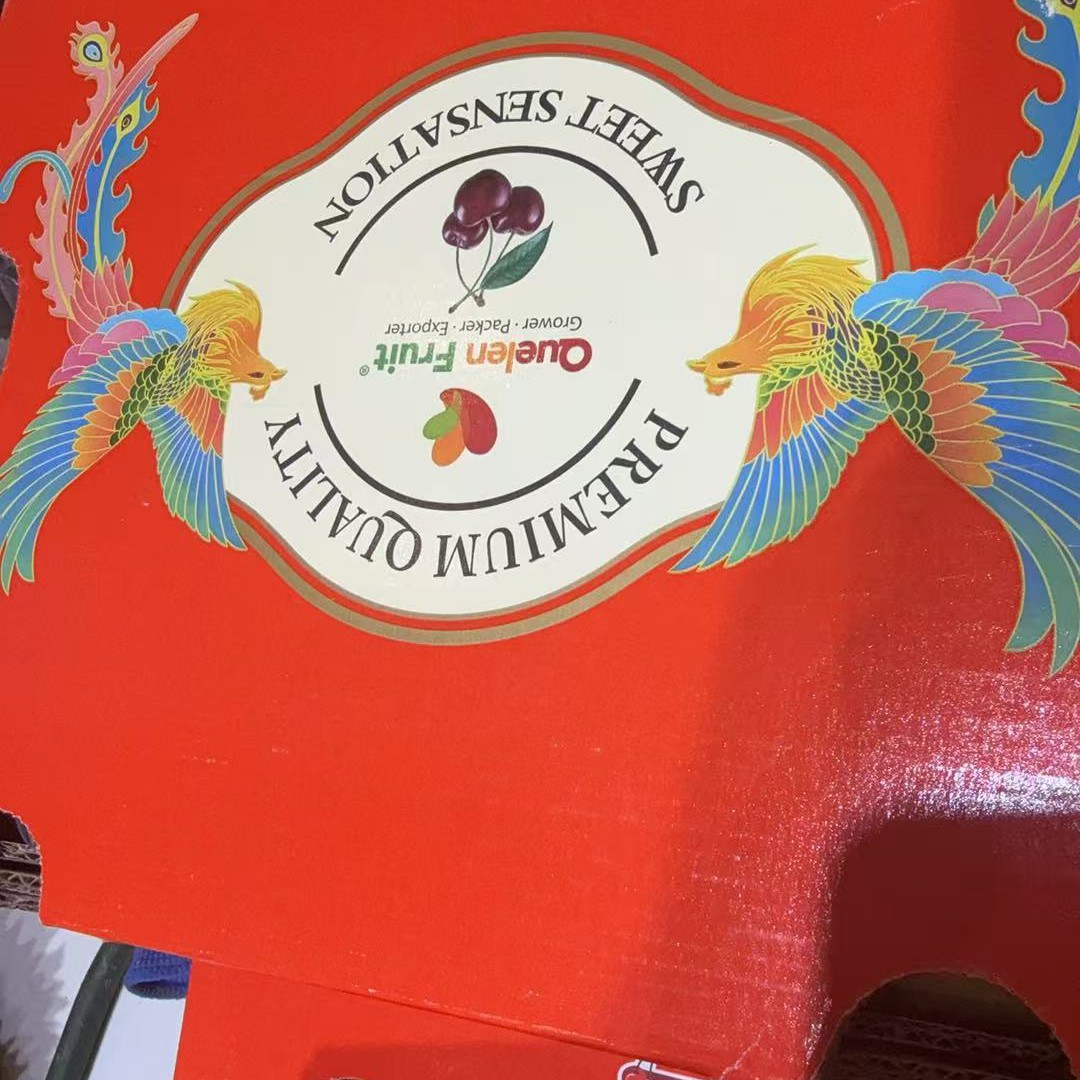 PREMIUM QUALITY
Quelen Fruit®
Grower · Packer · Exporter
SWEET SENSATION